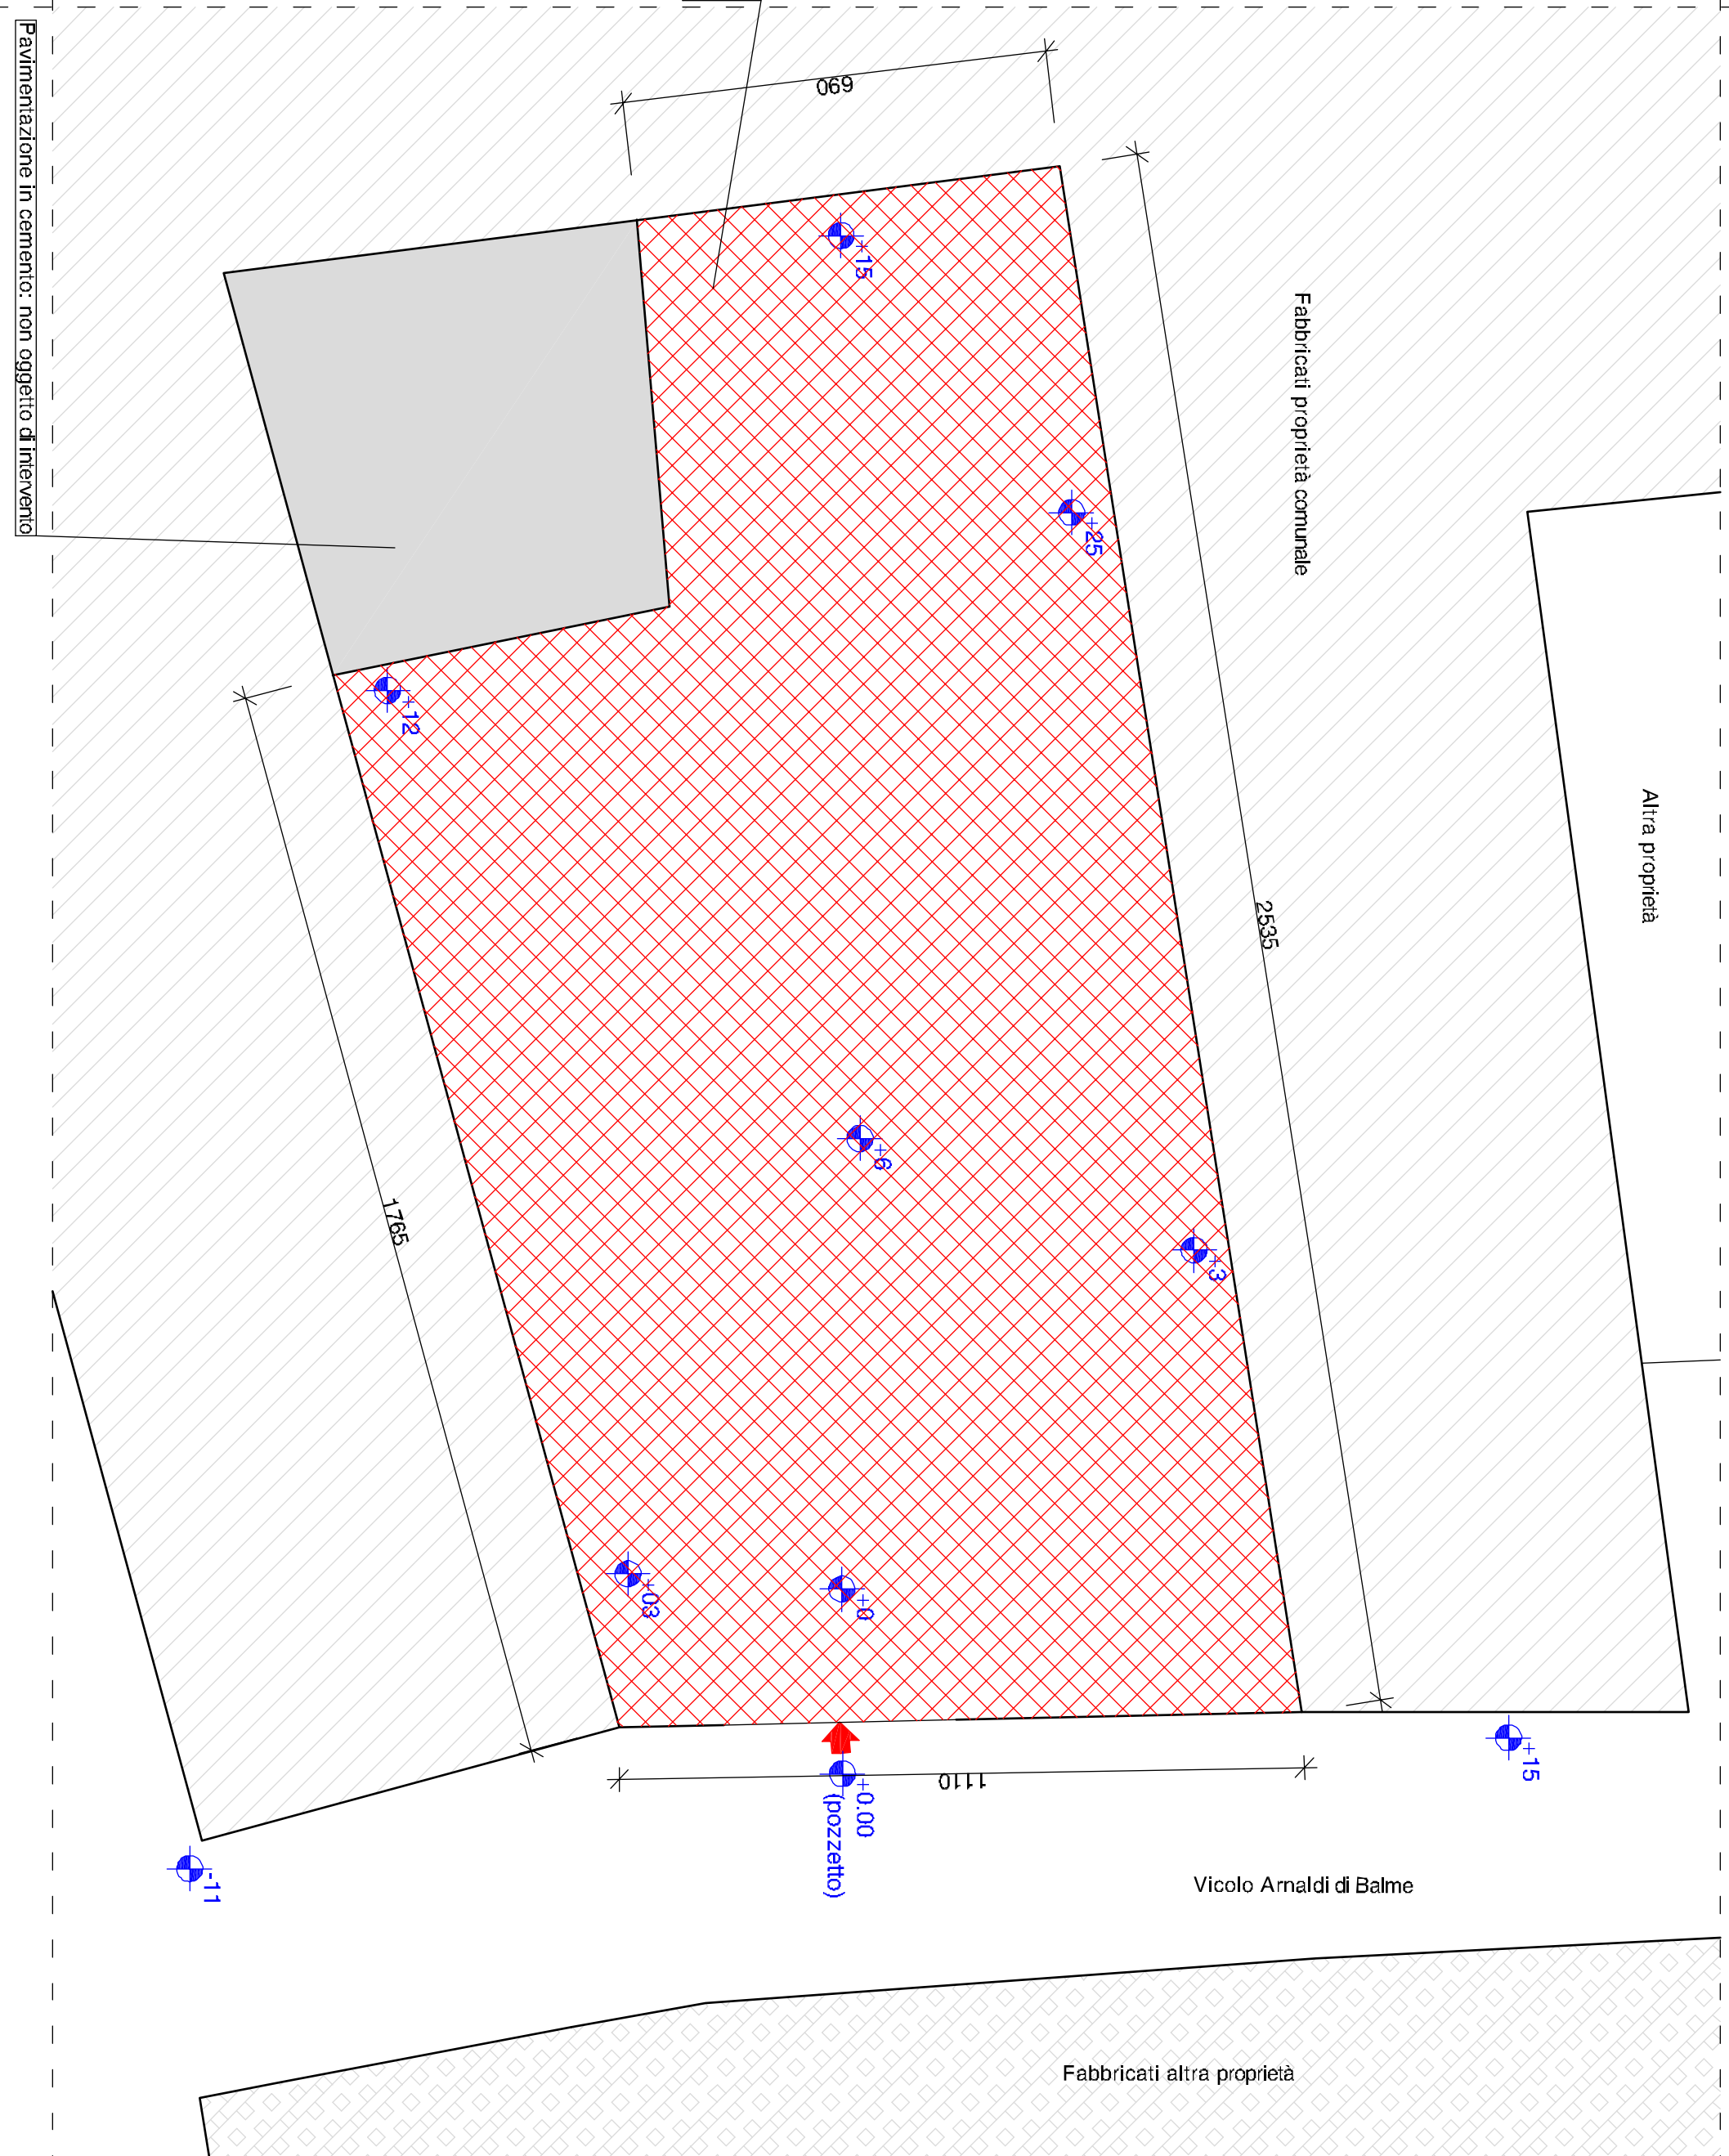 Pavimentazione in cemento: non oggetto di intervento
690
+15
Fabbricati proprietà comunale
+25
+12
Altra proprietà
2535
+6
1765
+3
+03
+0
+15
1110
+0.00
(pozzetto)
-11
Vicolo Arnaldi di Balme
Fabbricati altra proprietà